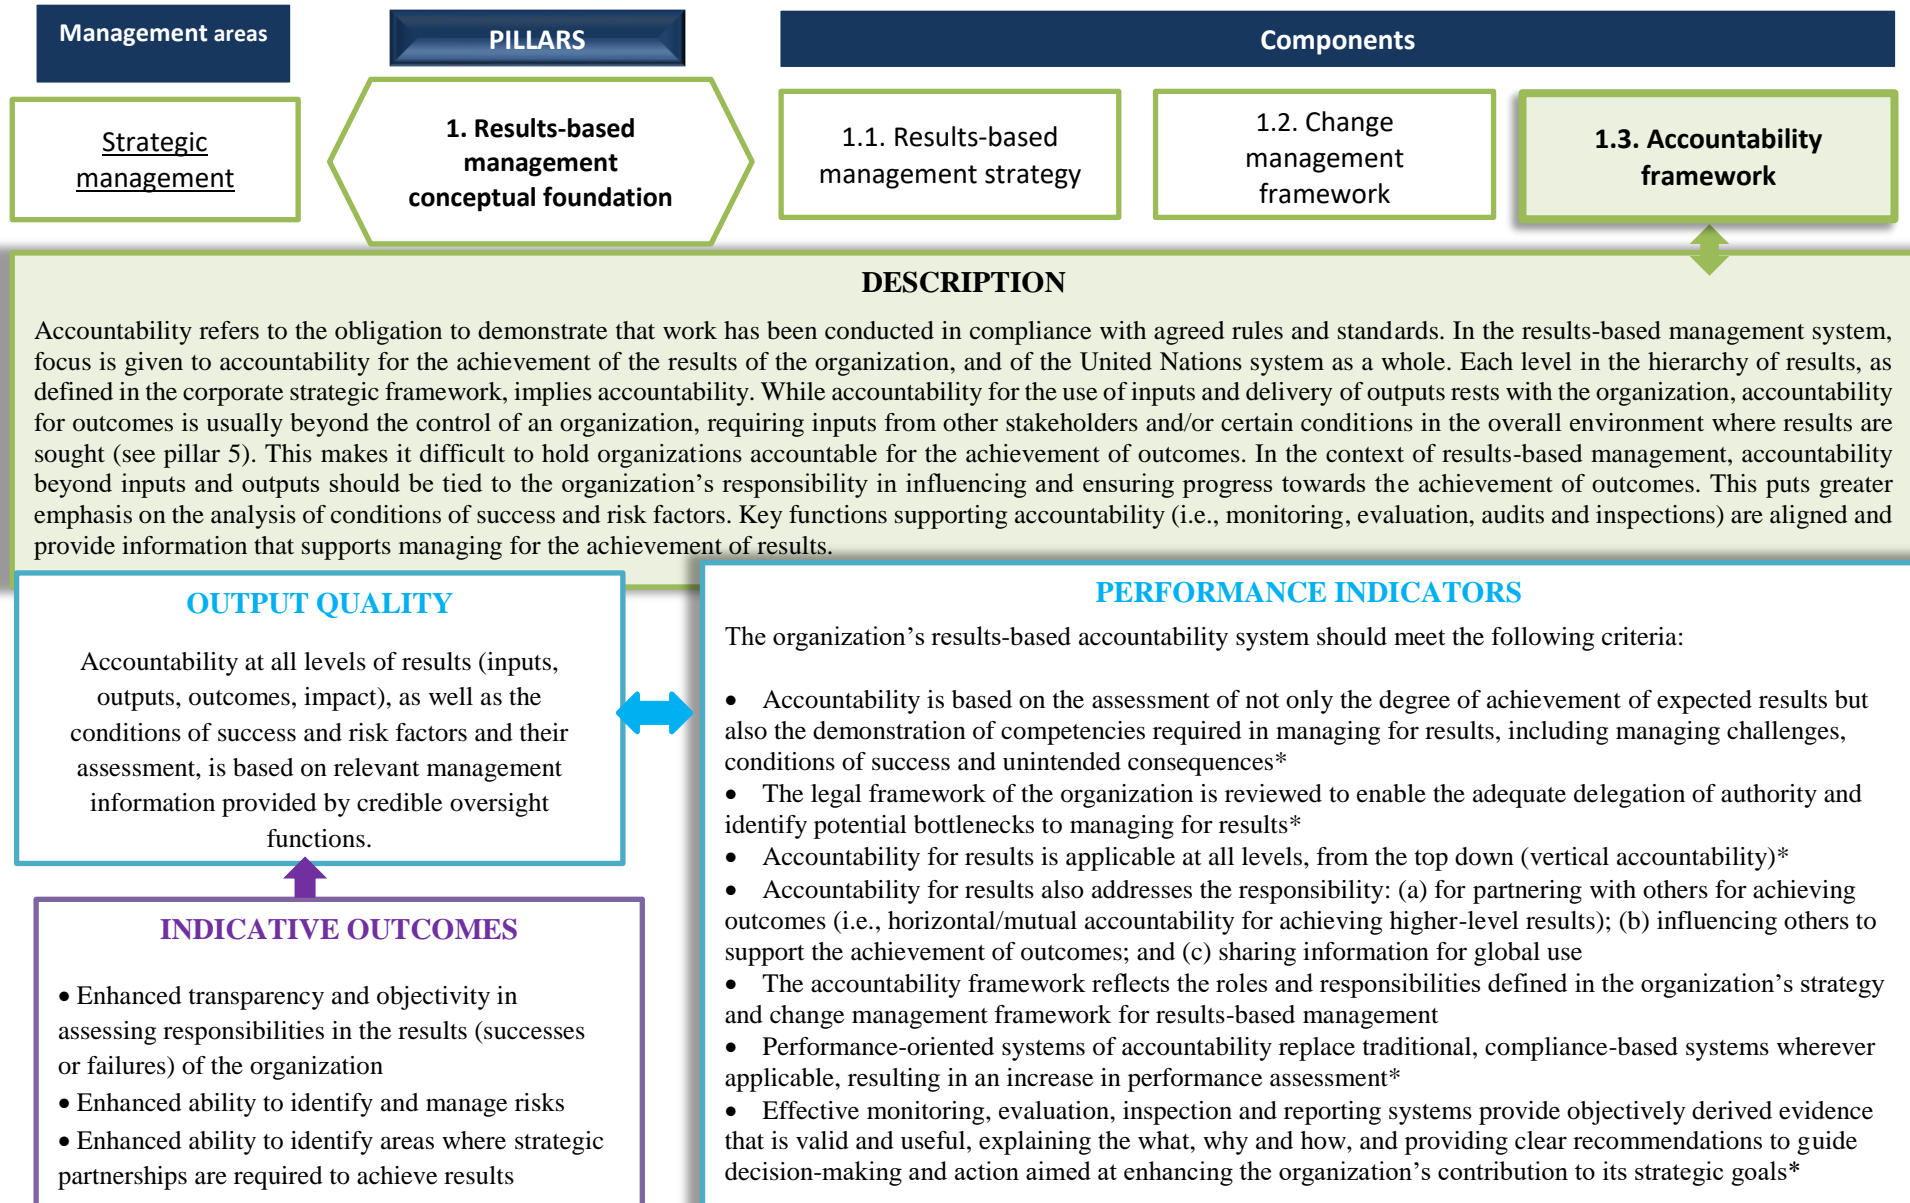 Management areas
PILLARS
Components
Strategic
management
1. Results-based
management
conceptual foundation
1.1. Results-based
management strategy
1.2. Change
management
framework
1.3. Accountability
framework
DESCRIPTION
Accountability refers to the obligation to demonstrate that work has been conducted in compliance with agreed rules and standards. In the results-based management system,
focus is given to accountability for the achievement of the results of the organization, and of the United Nations system as a whole. Each level in the hierarchy of results, as
defined in the corporate strategic framework, implies accountability. While accountability for the use of inputs and delivery of outputs rests with the organization, accountability
for outcomes is usually beyond the control of an organization, requiring inputs from other stakeholders and/or certain conditions in the overall environment where results are
sought (see pillar 5). This makes it difficult to hold organizations accountable for the achievement of outcomes. In the context of results-based management, accountability
beyond inputs and outputs should be tied to the organization’s responsibility in influencing and ensuring progress towards the achievement of outcomes. This puts greater
emphasis on the analysis of conditions of success and risk factors. Key functions supporting accountability (i.e., monitoring, evaluation, audits and inspections) are aligned and
provide information that supports managing for the achievement of results.
OUTPUT QUALITY
Accountability at all levels of results (inputs,
outputs, outcomes, impact), as well as the
conditions of success and risk factors and their
assessment, is based on relevant management
information provided by credible oversight
functions.
INDICATIVE OUTCOMES
• Enhanced transparency and objectivity in
assessing responsibilities in the results (successes
or failures) of the organization
• Enhanced ability to identify and manage risks
• Enhanced ability to identify areas where strategic
partnerships are required to achieve results
PERFORMANCE INDICATORS
The organization’s results-based accountability system should meet the following criteria:
• Accountability is based on the assessment of not only the degree of achievement of expected results but
also the demonstration of competencies required in managing for results, including managing challenges,
conditions of success and unintended consequences*
• The legal framework of the organization is reviewed to enable the adequate delegation of authority and
identify potential bottlenecks to managing for results*
• Accountability for results is applicable at all levels, from the top down (vertical accountability)*
• Accountability for results also addresses the responsibility: (a) for partnering with others for achieving
outcomes (i.e., horizontal/mutual accountability for achieving higher-level results); (b) influencing others to
support the achievement of outcomes; and (c) sharing information for global use
• The accountability framework reflects the roles and responsibilities defined in the organization’s strategy
and change management framework for results-based management
• Performance-oriented systems of accountability replace traditional, compliance-based systems wherever
applicable, resulting in an increase in performance assessment*
• Effective monitoring, evaluation, inspection and reporting systems provide objectively derived evidence
that is valid and useful, explaining the what, why and how, and providing clear recommendations to guide
decision-making and action aimed at enhancing the organization’s contribution to its strategic goals*